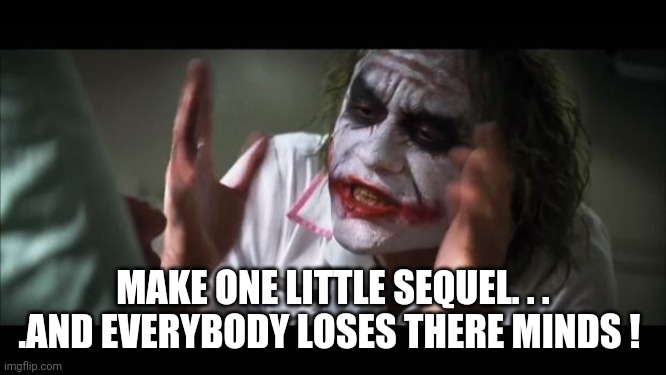 MAKE ONE LITTLE SEQUEL. . .
.AND EVERYBODY LOSES THERE MINDS !
imgflip.com